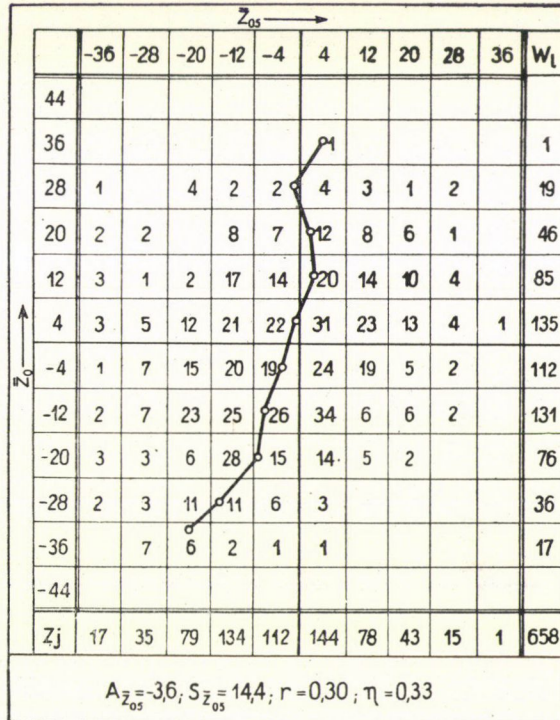 Z̄₀₅ →
-36 -28 -20 -12 -4 4 12 20 28 36 Wₗ
44
36 1 1
28 1 4 2 2 4 3 1 2 19
20 2 2 8 7 12 8 6 1 46
12 3 1 2 17 14 20 14 10 4 85
4 3 5 12 21 22 31 23 13 4 1 135
Z̄₀ →
-4 1 7 15 20 19 24 19 5 2 112
-12 2 7 23 25 26 34 6 6 2 131
-20 3 3 6 28 15 14 5 2 76
-28 2 3 11 11 6 3 36
-36 7 6 2 1 1 17
-44
Zj 17 35 79 134 112 144 78 43 15 1 658
A_Z̄₀₅=-3,6; S_Z̄₀₅=14,4; r=0,30; η=0,33